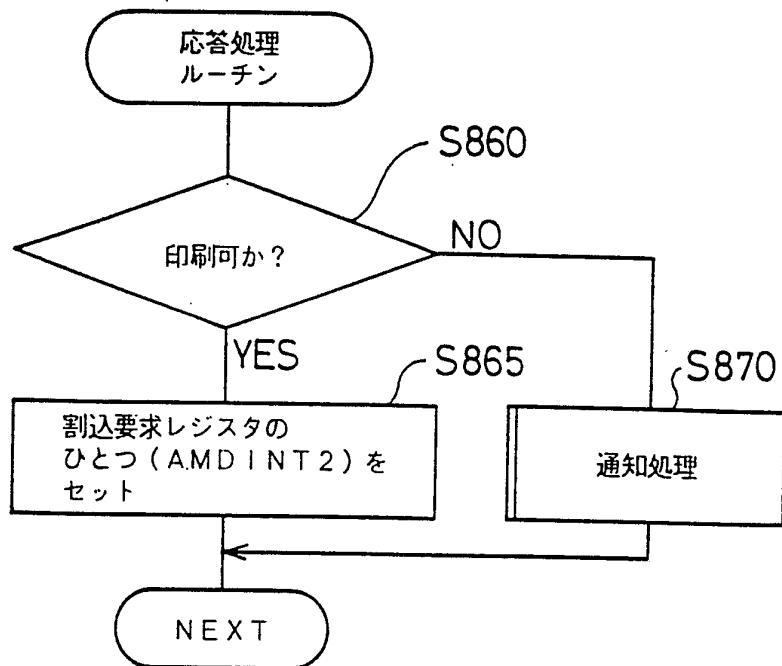 応答処理
ルーチン
S860
印刷可か?
NO
YES
S865
S870
割込要求レジスタの
ひとつ(AMDINT2)を
セット
通知処理
NEXT